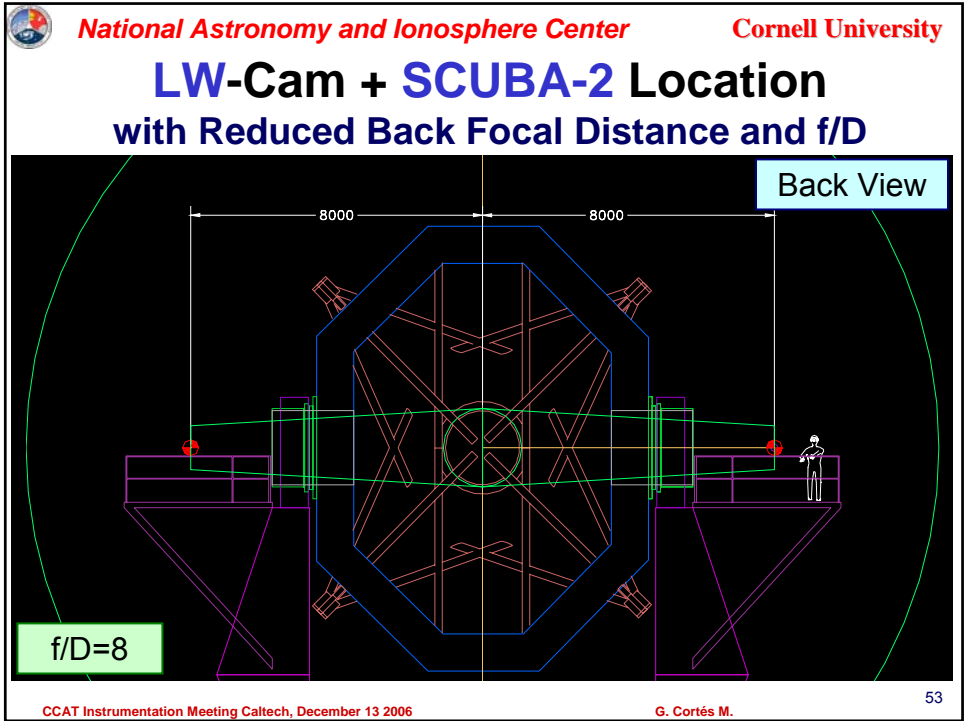 National Astronomy and Ionosphere Center
Cornell University
LW-Cam + SCUBA-2 Location
with Reduced Back Focal Distance and f/D
Back View
8000
8000
f/D=8
CCAT Instrumentation Meeting Caltech, December 13 2006
G. Cortés M.
53